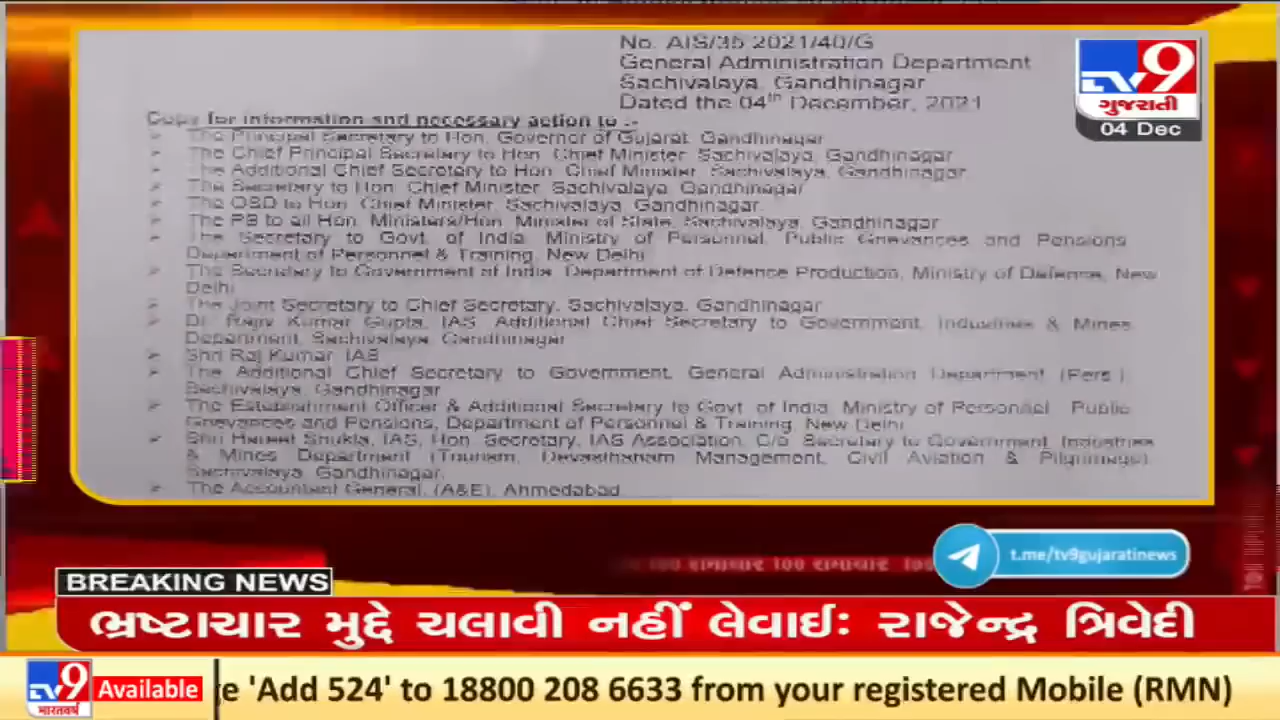 No. AIS/35 2021/40/G
General Administration Department
Sachivalaya, Gandhinagar
Dated the 04th December, 2021
Copy for information and necessary action to :-
The Principal Secretary to Hon. Governor of Gujarat, Gandhinagar
The Chief Principal Secretary to Hon. Chief Minister, Sachivalaya, Gandhinagar
The Additional Chief Secretary to Hon. Chief Minister, Sachivalaya, Gandhinagar
The Secretary to Hon. Chief Minister, Sachivalaya, Gandhinagar
The OSD to Hon. Chief Minister, Sachivalaya, Gandhinagar.
The PS to all Hon. Ministers/Hon. Minister of State, Sachivalaya, Gandhinagar
The Secretary to Govt. of India, Ministry of Personnel, Public Grievances and Pensions
Department of Personnel & Training, New Delhi
The Secretary to Government of India, Department of Defence Production, Ministry of Defence, New
Delhi
The Joint Secretary to Chief Secretary, Sachivalaya, Gandhinagar
Dr. Rajiv Kumar Gupta, IAS, Additional Chief Secretary to Government, Industries & Mines
Department, Sachivalaya, Gandhinagar
Shri Raj Kumar, IAS
The Additional Chief Secretary to Government, General Administration Department (Pers.),
Sachivalaya, Gandhinagar
The Establishment Officer & Additional Secretary to Govt. of India, Ministry of Personnel, Public
Grievances and Pensions, Department of Personnel & Training, New Delhi
Shri Hareet Shukla, IAS, Hon. Secretary, IAS Association, C/o. Secretary to Government, Industries
& Mines Department (Tourism, Devasthanam Management, Civil Aviation & Pilgrimage),
Sachivalaya, Gandhinagar.
The Accountant General, (A&E), Ahmedabad
TV9
ગુજરાતી
04 Dec
t.me/tv9gujaratinews
100 સમાચાર 100 સમાચાર
BREAKING NEWS
ભ્રષ્ટાચાર મુદ્દે ચલાવી નહીં લેવાઈઃ રાજેન્દ્ર ત્રિવેદી
TV9
भारतवर्ष
Available
'Add 524' to 18800 208 6633 from your registered Mobile (RMN)